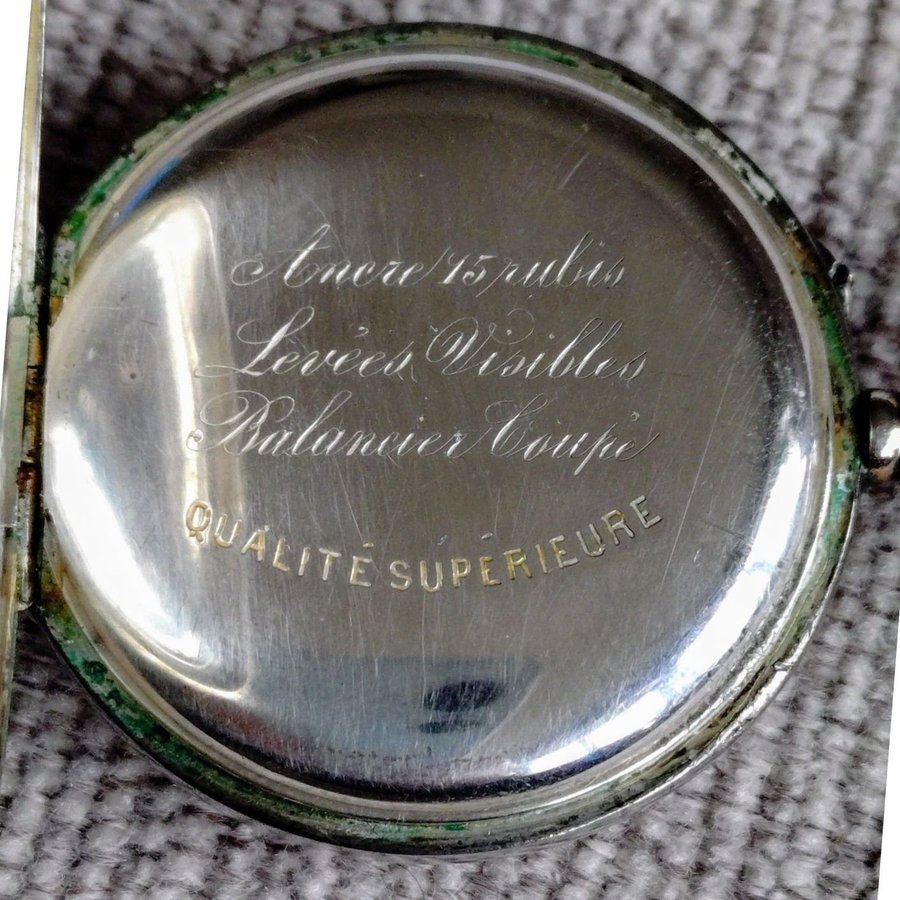 Ancre 15 rubis
Levées Visibles
Balancier Coupé
QUALITÉ SUPÉRIEURE